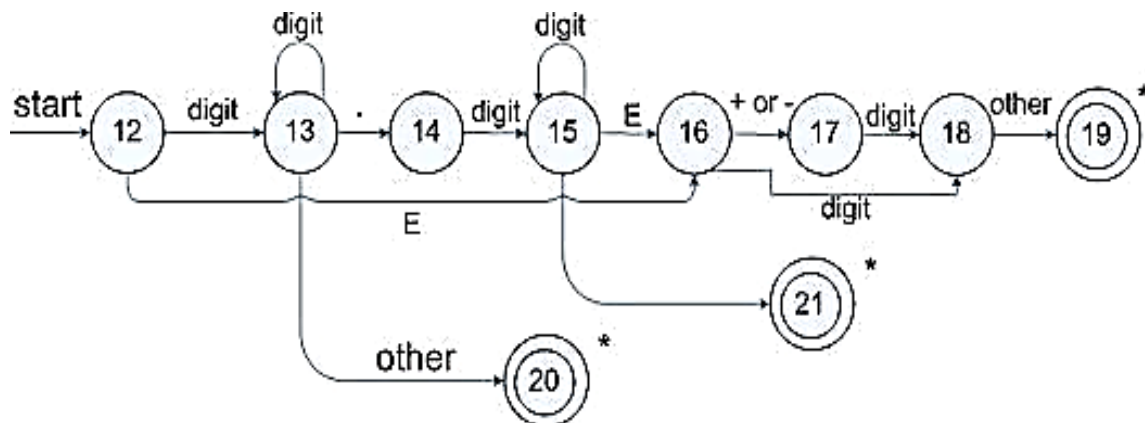 digit digit
start digit . digit E + or - digit other *
12 13 14 15 16 17 18 19
E digit
21 *
other 20 *